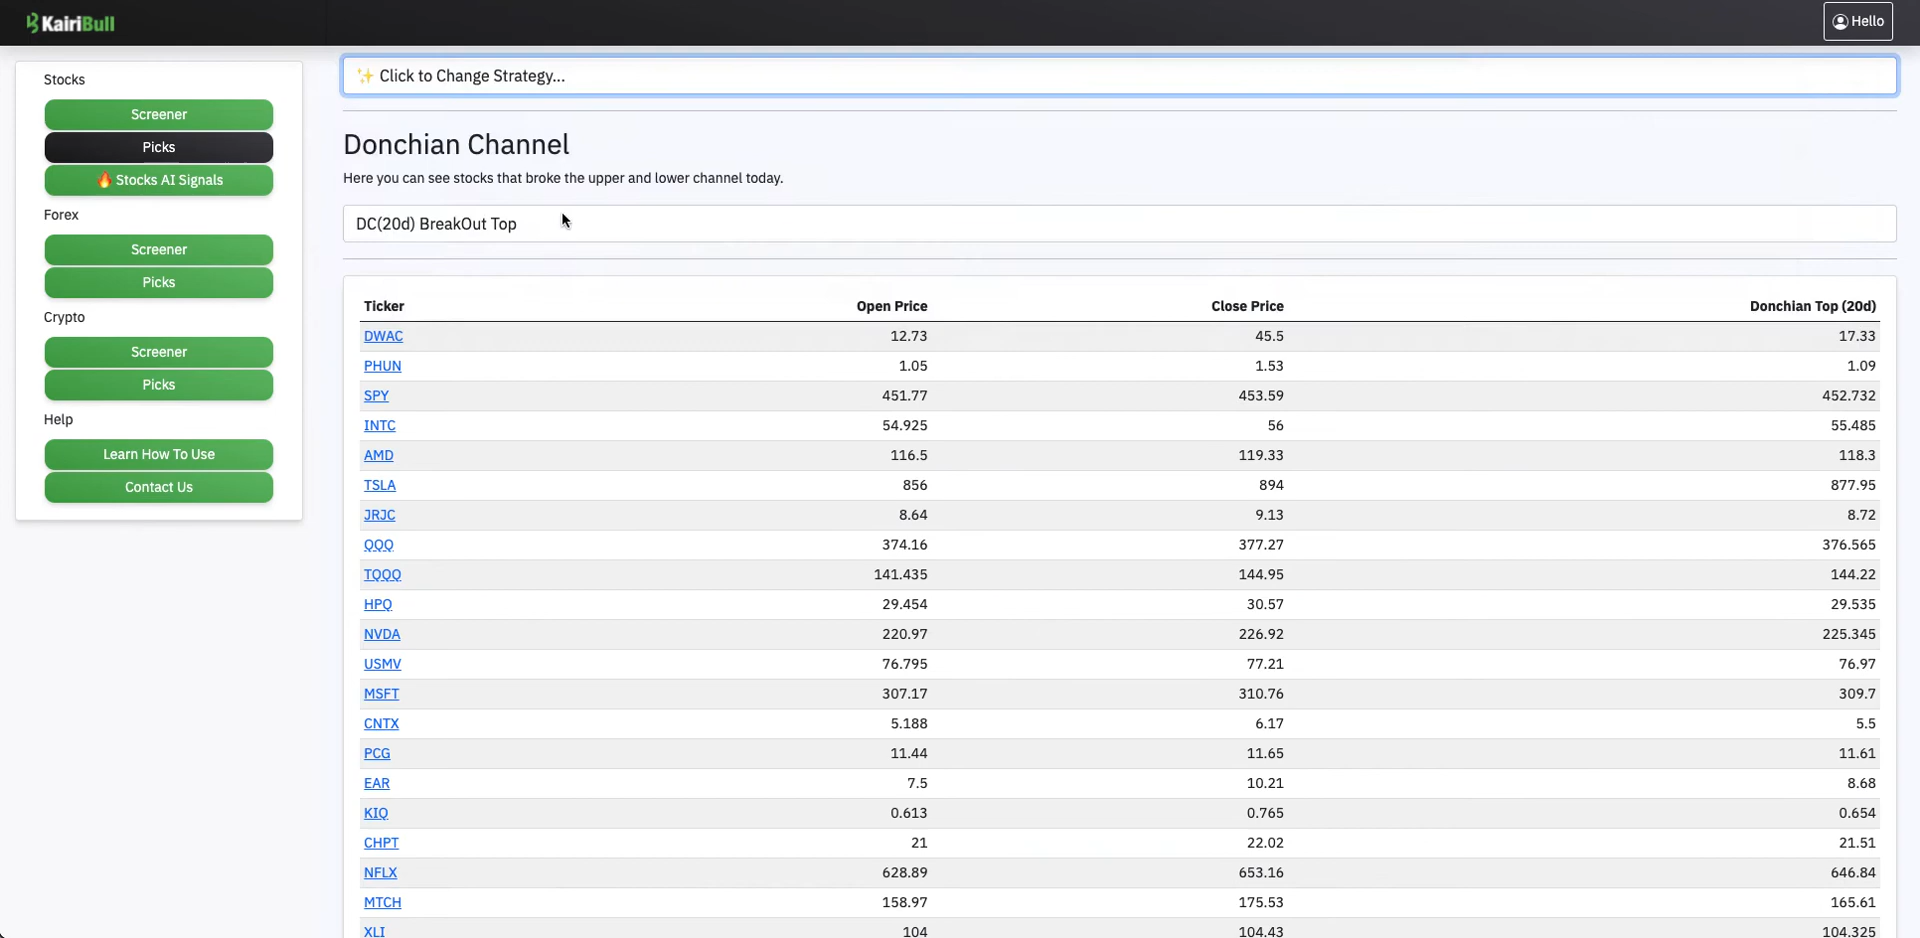 KairiBull
Hello
Stocks
Screener
Picks
🔥 Stocks AI Signals
Forex
Screener
Picks
Crypto
Screener
Picks
Help
Learn How To Use
Contact Us
✨ Click to Change Strategy...
Donchian Channel
Here you can see stocks that broke the upper and lower channel today.
DC(20d) BreakOut Top
Ticker Open Price Close Price Donchian Top (20d)
DWAC 12.73 45.5 17.33
PHUN 1.05 1.53 1.09
SPY 451.77 453.59 452.732
INTC 54.925 56 55.485
AMD 116.5 119.33 118.3
TSLA 856 894 877.95
JRJC 8.64 9.13 8.72
QQQ 374.16 377.27 376.565
TQQQ 141.435 144.95 144.22
HPQ 29.454 30.57 29.535
NVDA 220.97 226.92 225.345
USMV 76.795 77.21 76.97
MSFT 307.17 310.76 309.7
CNTX 5.188 6.17 5.5
PCG 11.44 11.65 11.61
EAR 7.5 10.21 8.68
KIQ 0.613 0.765 0.654
CHPT 21 22.02 21.51
NFLX 628.89 653.16 646.84
MTCH 158.97 175.53 165.61
XLI 104 104.43 104.325